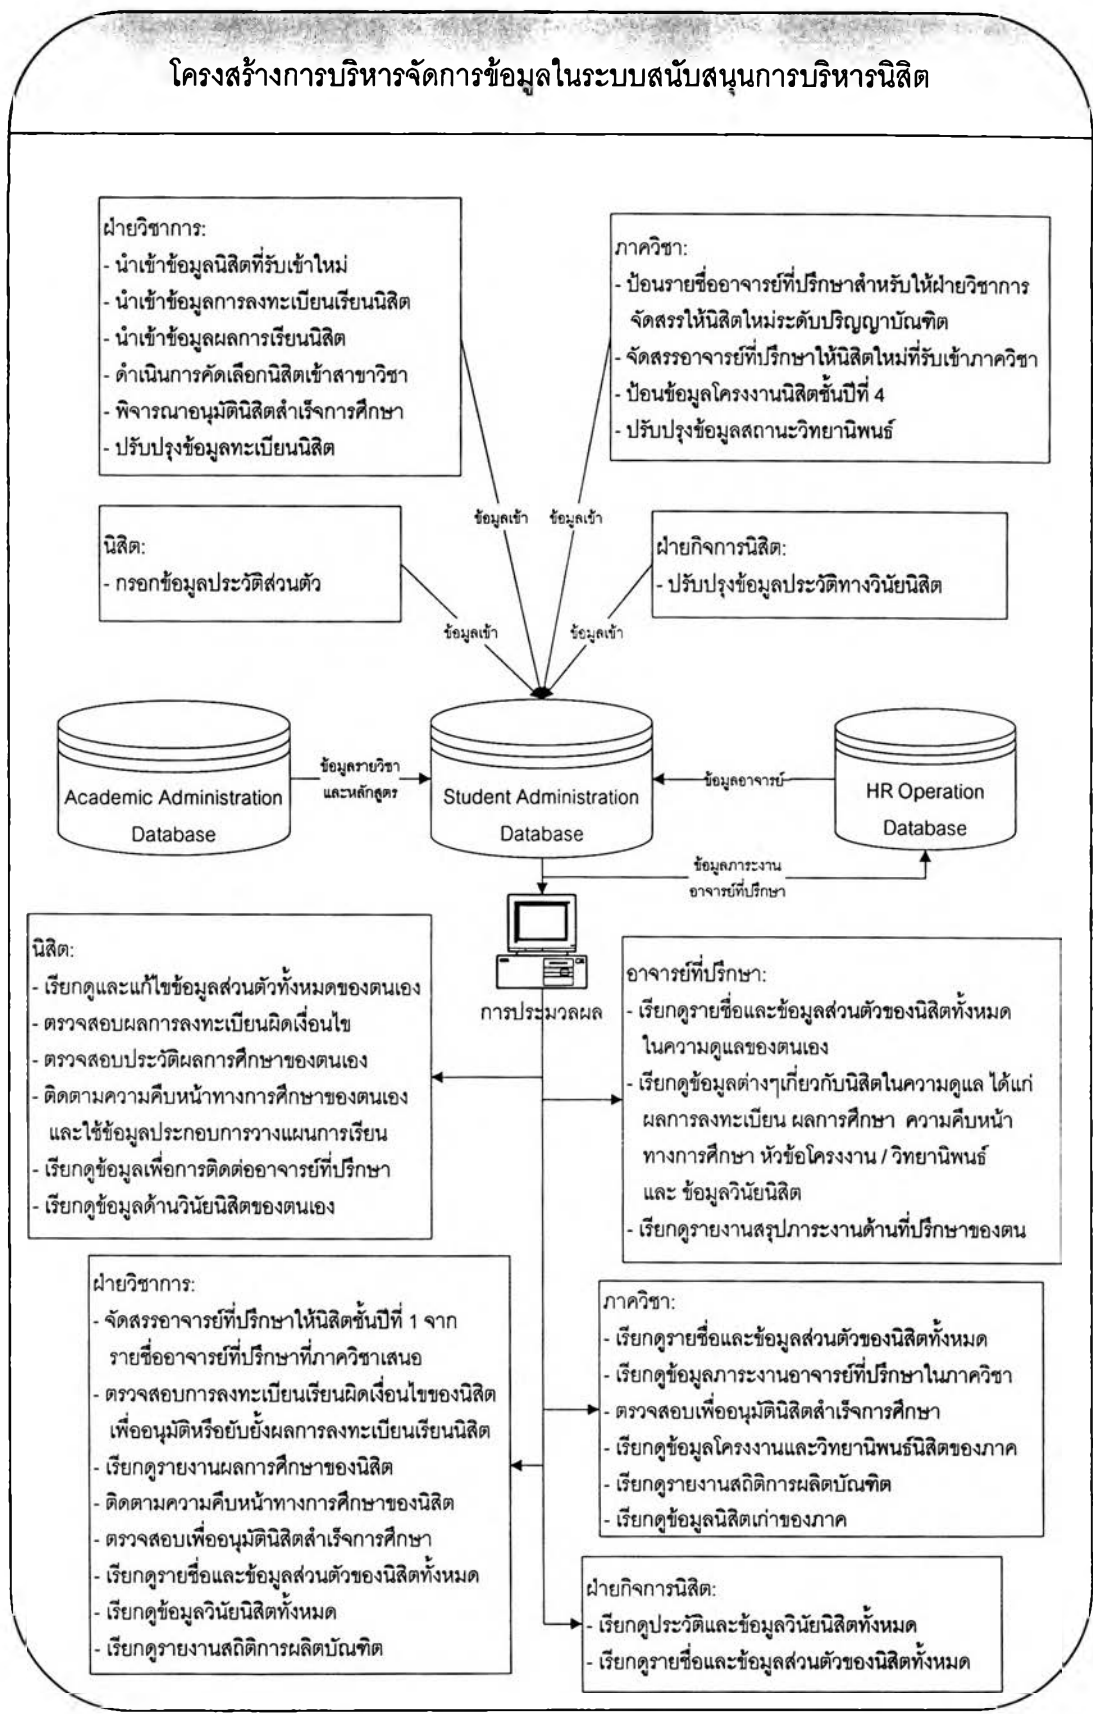 โครงสร้างการบริหารจัดการข้อมูลในระบบสนับสนุนการบริหารนิสิต
ฝ่ายวิชาการ:
- นำเข้าข้อมูลนิสิตที่รับเข้าใหม่
- นำเข้าข้อมูลการลงทะเบียนเรียนนิสิต
- นำเข้าข้อมูลผลการเรียนนิสิต
- ดำเนินการคัดเลือกนิสิตเข้าสาขาวิชา
- พิจารณาอนุมัตินิสิตสำเร็จการศึกษา
- ปรับปรุงข้อมูลทะเบียนนิสิต
ภาควิชา:
- ป้อนรายชื่ออาจารย์ที่ปรึกษาสำหรับให้ฝ่ายวิชาการ
จัดสรรให้นิสิตใหม่ระดับปริญญาบัณฑิต
- จัดสรรอาจารย์ที่ปรึกษาให้นิสิตใหม่ที่รับเข้าภาควิชา
- ป้อนข้อมูลโครงงานนิสิตชั้นปีที่ 4
- ปรับปรุงข้อมูลสถานะวิทยานิพนธ์
ข้อมูลเข้า
ข้อมูลเข้า
นิสิต:
- กรอกข้อมูลประวัติส่วนตัว
ฝ่ายกิจการนิสิต:
- ปรับปรุงข้อมูลประวัติทางวินัยนิสิต
ข้อมูลเข้า
ข้อมูลเข้า
Academic Administration
Database
ข้อมูลรายวิชา
และหลักสูตร
Student Administration
Database
ข้อมูลอาจารย์
HR Operation
Database
ข้อมูลภาระงาน
อาจารย์ที่ปรึกษา
การประมวลผล
นิสิต:
- เรียกดูและแก้ไขข้อมูลส่วนตัวทั้งหมดของตนเอง
- ตรวจสอบผลการลงทะเบียนผิดเงื่อนไข
- ตรวจสอบประวัติผลการศึกษาของตนเอง
- ติดตามความคืบหน้าทางการศึกษาของตนเอง
และใช้ข้อมูลประกอบการวางแผนการเรียน
- เรียกดูข้อมูลเพื่อการติดต่ออาจารย์ที่ปรึกษา
- เรียกดูข้อมูลด้านวินัยนิสิตของตนเอง
อาจารย์ที่ปรึกษา:
- เรียกดูรายชื่อและข้อมูลส่วนตัวของนิสิตทั้งหมด
ในความดูแลของตนเอง
- เรียกดูข้อมูลต่างๆเกี่ยวกับนิสิตในความดูแล ได้แก่
ผลการลงทะเบียน ผลการศึกษา ความคืบหน้า
ทางการศึกษา หัวข้อโครงงาน / วิทยานิพนธ์
และ ข้อมูลวินัยนิสิต
- เรียกดูรายงานสรุปภาระงานด้านที่ปรึกษาของตน
ฝ่ายวิชาการ:
- จัดสรรอาจารย์ที่ปรึกษาให้นิสิตชั้นปีที่ 1 จาก
รายชื่ออาจารย์ที่ปรึกษาที่ภาควิชาเสนอ
- ตรวจสอบการลงทะเบียนเรียนผิดเงื่อนไขของนิสิต
เพื่ออนุมัติหรือยับยั้งผลการลงทะเบียนเรียนนิสิต
- เรียกดูรายงานผลการศึกษาของนิสิต
- ติดตามความคืบหน้าทางการศึกษาของนิสิต
- ตรวจสอบเพื่ออนุมัตินิสิตสำเร็จการศึกษา
- เรียกดูรายชื่อและข้อมูลส่วนตัวของนิสิตทั้งหมด
- เรียกดูข้อมูลวินัยนิสิตทั้งหมด
- เรียกดูรายงานสถิติการผลิตบัณฑิต
ภาควิชา:
- เรียกดูรายชื่อและข้อมูลส่วนตัวของนิสิตทั้งหมด
- เรียกดูข้อมูลภาระงานอาจารย์ที่ปรึกษาในภาควิชา
- ตรวจสอบเพื่ออนุมัตินิสิตสำเร็จการศึกษา
- เรียกดูข้อมูลโครงงานและวิทยานิพนธ์นิสิตของภาค
- เรียกดูรายงานสถิติการผลิตบัณฑิต
- เรียกดูข้อมูลนิสิตเก่าของภาค
ฝ่ายกิจการนิสิต:
- เรียกดูประวัติและข้อมูลวินัยนิสิตทั้งหมด
- เรียกดูรายชื่อและข้อมูลส่วนตัวของนิสิตทั้งหมด